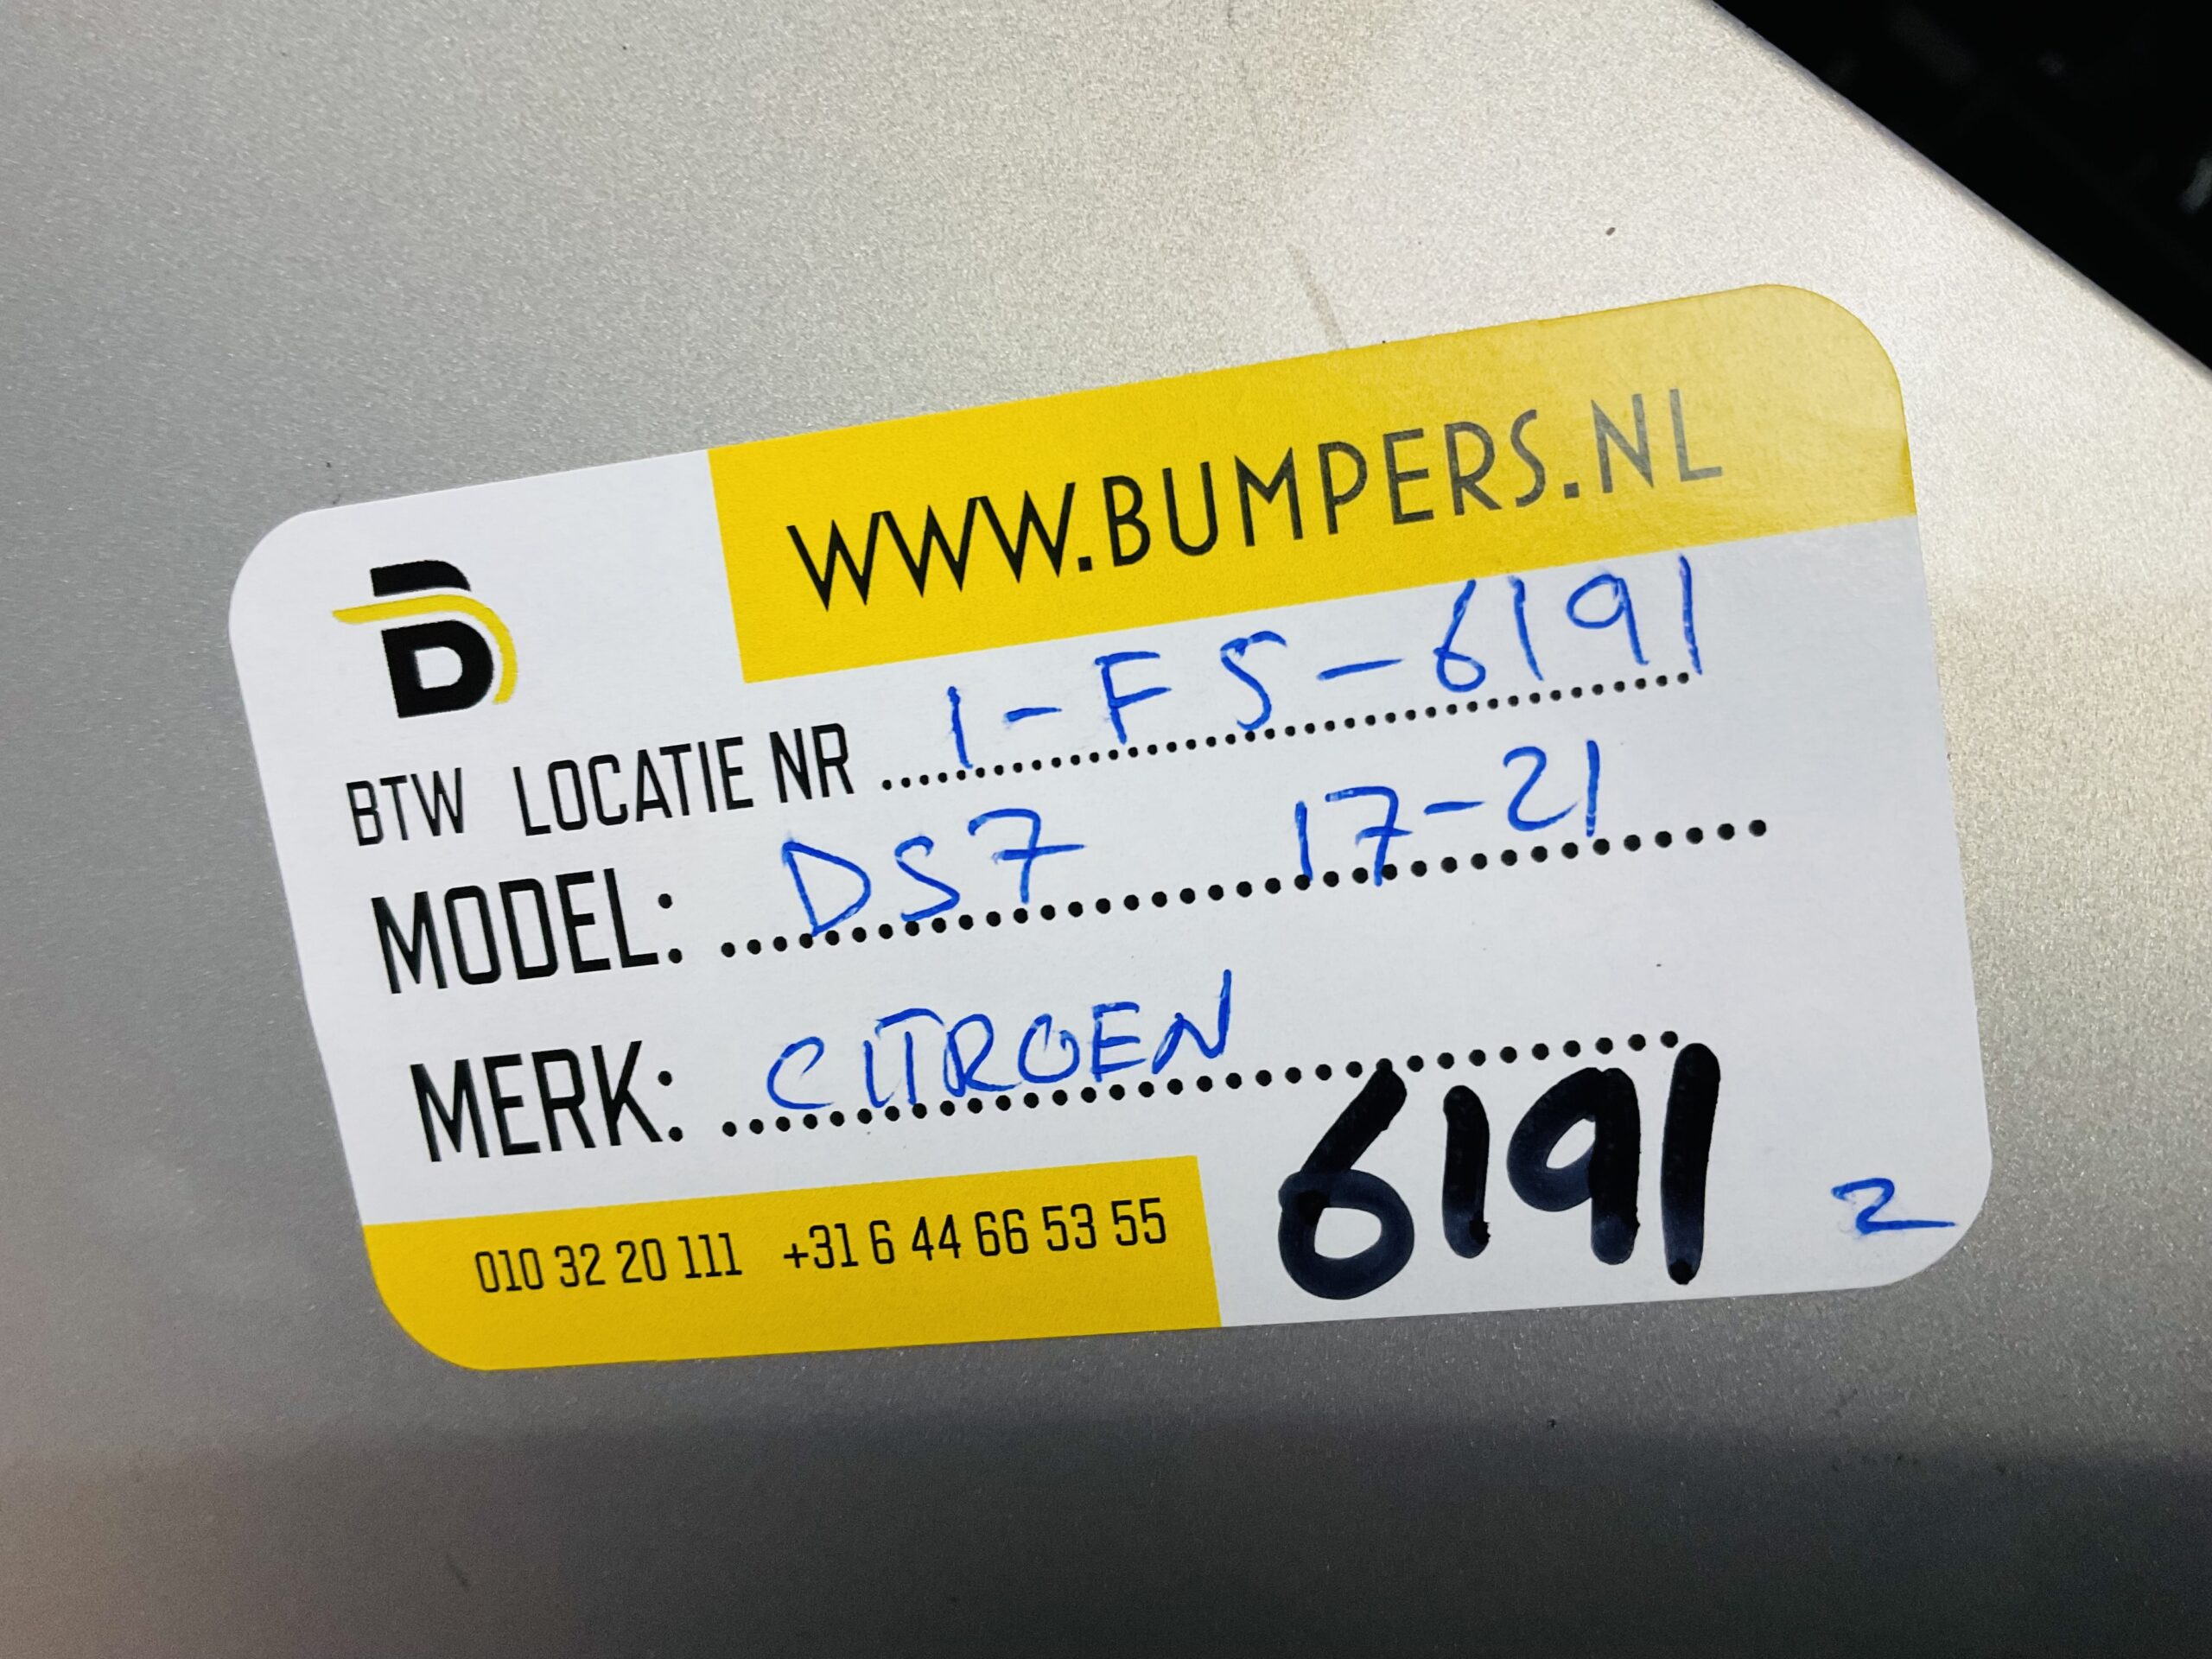 WWW.BUMPERS.NL
B
BTW LOCATIE NR 1-FS-6191
MODEL: DS7 17-21
MERK: CITROEN
010 32 20 111 +31 6 44 66 53 55
6191
2